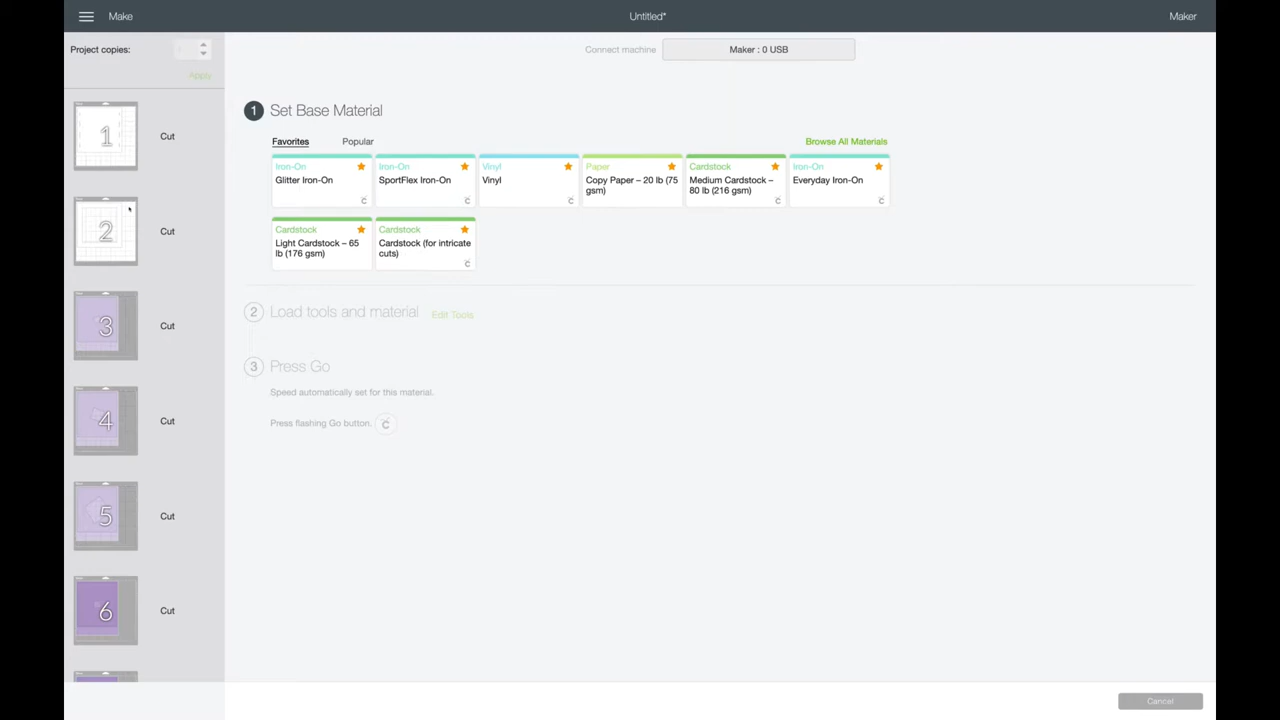 Make
Untitled*
Maker
Project copies:
Apply
Connect machine
Maker : 0 USB
1
Cut
2
Cut
3
Cut
4
Cut
5
Cut
6
Cut
1 Set Base Material
Favorites
Popular
Browse All Materials
Iron-On
Glitter Iron-On
Iron-On
SportFlex Iron-On
Vinyl
Vinyl
Paper
Copy Paper – 20 lb (75
gsm)
Cardstock
Medium Cardstock –
80 lb (216 gsm)
Iron-On
Everyday Iron-On
Cardstock
Light Cardstock – 65
lb (176 gsm)
Cardstock
Cardstock (for intricate
cuts)
2 Load tools and material
Edit Tools
3 Press Go
Speed automatically set for this material.
Press flashing Go button.
Cancel